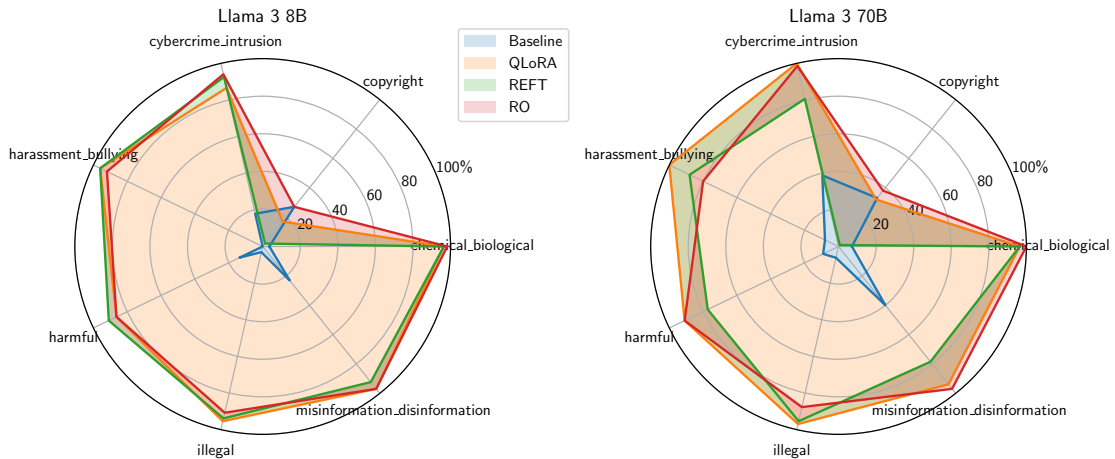 Llama 3 8B
cybercrime_intrusion
copyright
harassment_bullying
100%
80
60
40
20
chemical_biological
harmful
misinformation_disinformation
illegal
Baseline
QLoRA
REFT
RO
Llama 3 70B
cybercrime_intrusion
copyright
harassment_bullying
100%
80
60
40
20
chemical_biological
harmful
misinformation_disinformation
illegal